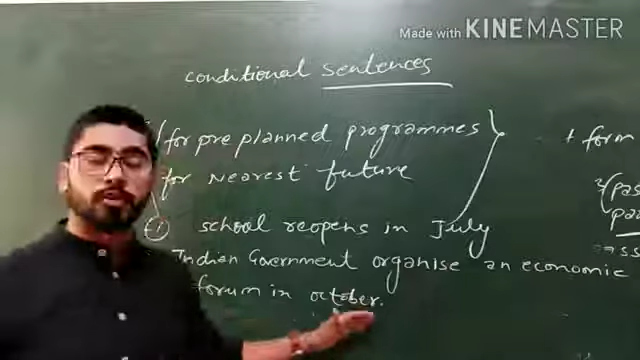 Made with KINEMASTER
conditional sentences
for pre planned programmes
for Nearest future
+ form
school reopens in July
Indian Government organise an economic
forum in october.